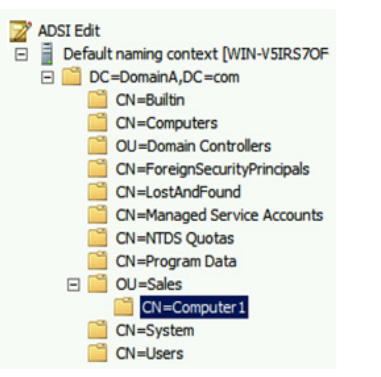 ADSI Edit
Default naming context [WIN-V5IRS7OF
DC=DomainA,DC=com
CN=Builtin
CN=Computers
OU=Domain Controllers
CN=ForeignSecurityPrincipals
CN=LostAndFound
CN=Managed Service Accounts
CN=NTDS Quotas
CN=Program Data
OU=Sales
CN=Computer1
CN=System
CN=Users